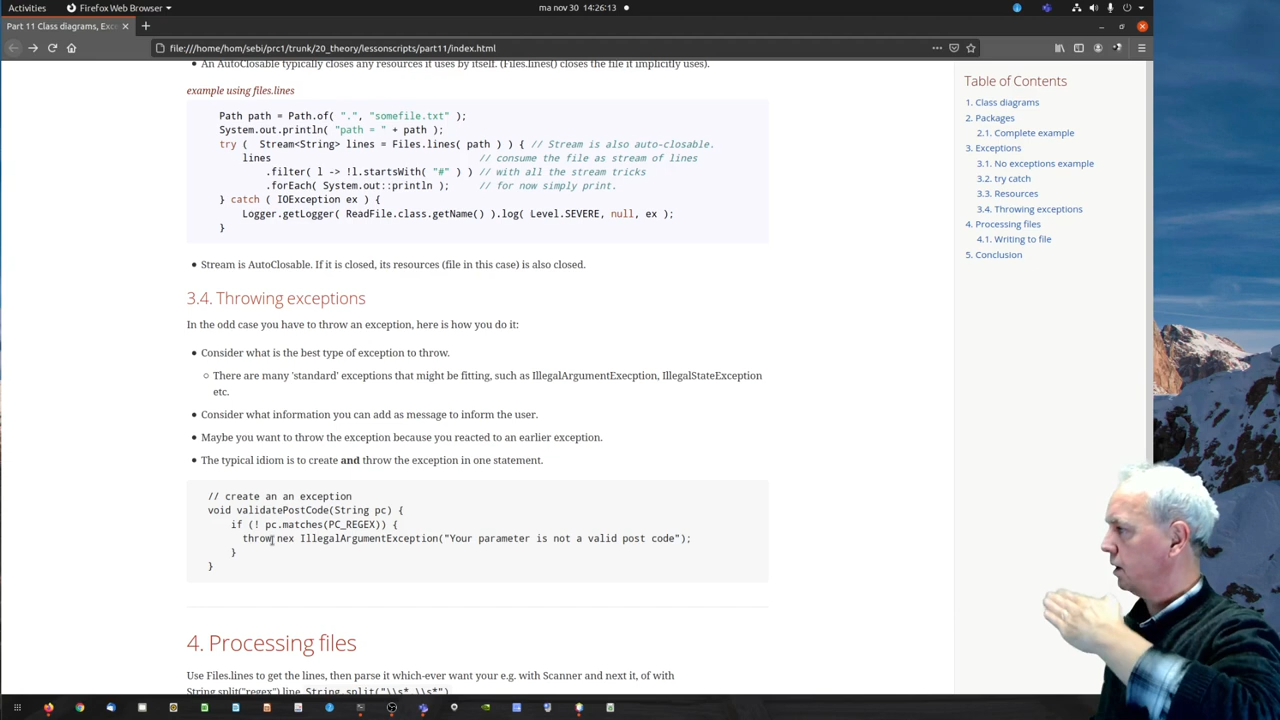 Activities
Firefox Web Browser
ma nov 30 14:26:13
Part 11 Class diagrams, Exc
file:///home/hom/sebi/prc1/trunk/20_theory/lessonscripts/part11/index.html
An AutoClosable typically closes any resources it uses by itself. (Files.lines() closes the file it implicitly uses).
example using files.lines
Path path = Path.of( ".", "somefile.txt" );
System.out.println( "path = " + path );
try (  Stream<String> lines = Files.lines( path ) ) { // Stream is also auto-closable.
lines // consume the file as stream of lines
.filter( l -> !l.startsWith( "#" ) ) // with all the stream tricks
.forEach( System.out::println ); // for now simply print.
} catch ( IOException ex ) {
Logger.getLogger( ReadFile.class.getName() ).log( Level.SEVERE, null, ex );
}
Stream is AutoClosable. If it is closed, its resources (file in this case) is also closed.
3.4. Throwing exceptions
In the odd case you have to throw an exception, here is how you do it:
Consider what is the best type of exception to throw.
There are many 'standard' exceptions that might be fitting, such as IllegalArgumentExecption, IllegalStateException
etc.
Consider what information you can add as message to inform the user.
Maybe you want to throw the exception because you reacted to an earlier exception.
The typical idiom is to create and throw the exception in one statement.
// create an an exception
void validatePostCode(String pc) {
if (! pc.matches(PC_REGEX)) {
throw nex IllegalArgumentException("Your parameter is not a valid post code");
}
}
4. Processing files
Use Files.lines to get the lines, then parse it which-ever want your e.g. with Scanner and next it, of with
String split("regex") line, String.split("\\s*,\\s*")
Table of Contents
1. Class diagrams
2. Packages
2.1. Complete example
3. Exceptions
3.1. No exceptions example
3.2. try catch
3.3. Resources
3.4. Throwing exceptions
4. Processing files
4.1. Writing to file
5. Conclusion